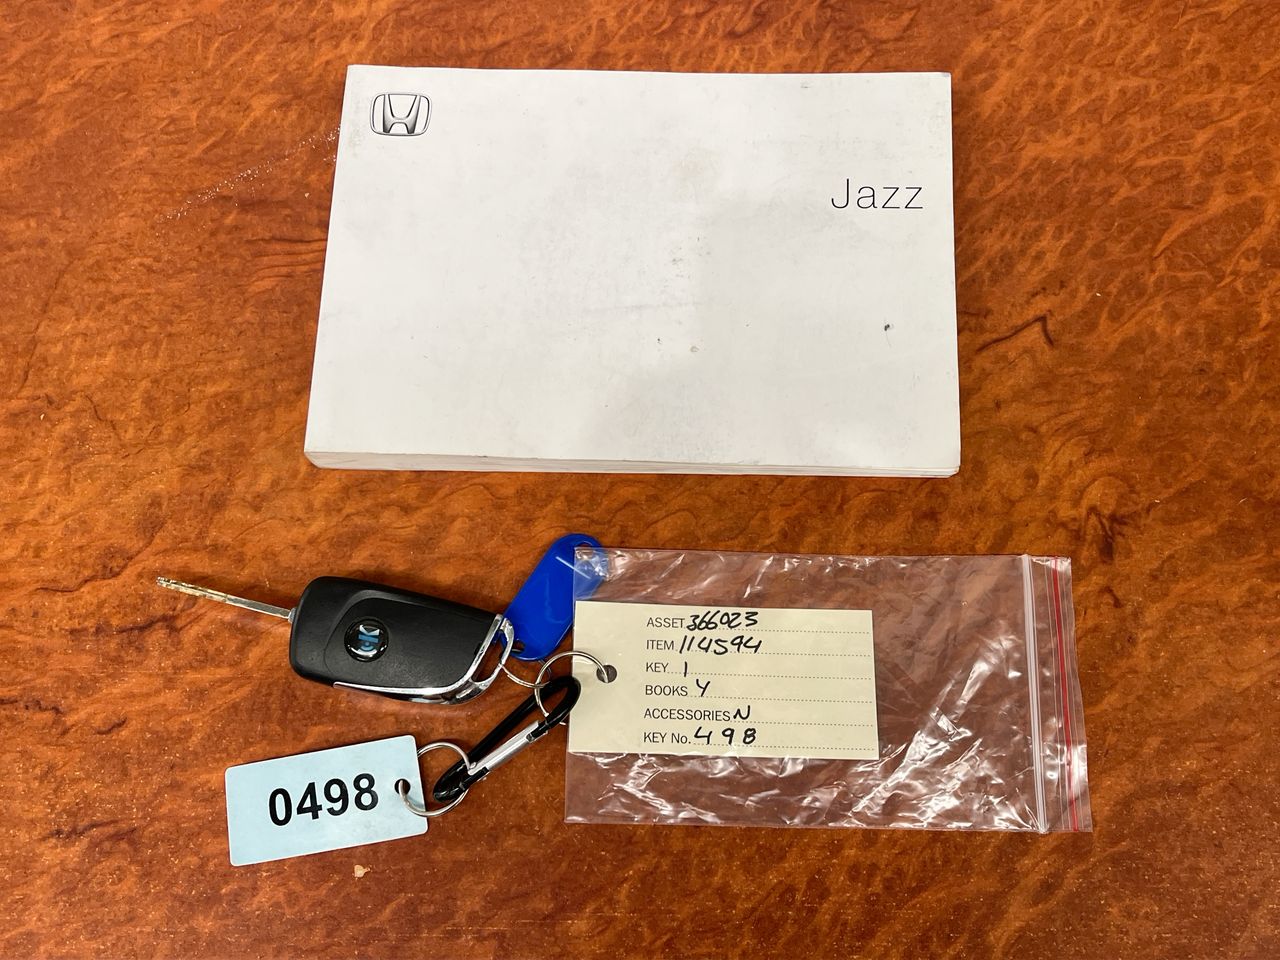 Jazz
ASSET 366023
ITEM 114594
KEY 1
BOOKS Y
ACCESSORIES N
KEY No. 498
0498